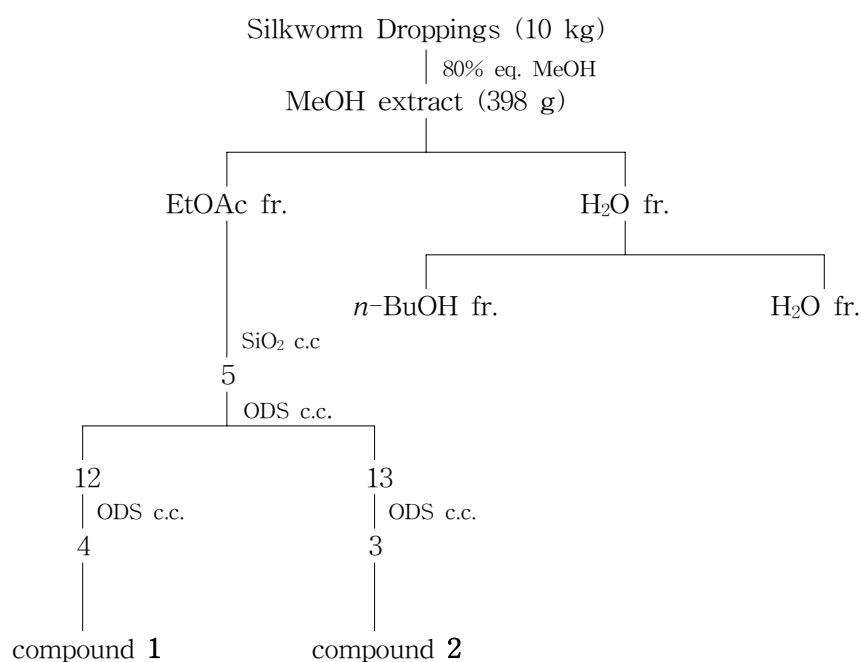 Silkworm Droppings (10 kg)
80% eq. MeOH
MeOH extract (398 g)
EtOAc fr.
H₂O fr.
n-BuOH fr.
H₂O fr.
SiO₂ c.c
5
ODS c.c.
12
13
ODS c.c.
ODS c.c.
4
3
compound 1
compound 2